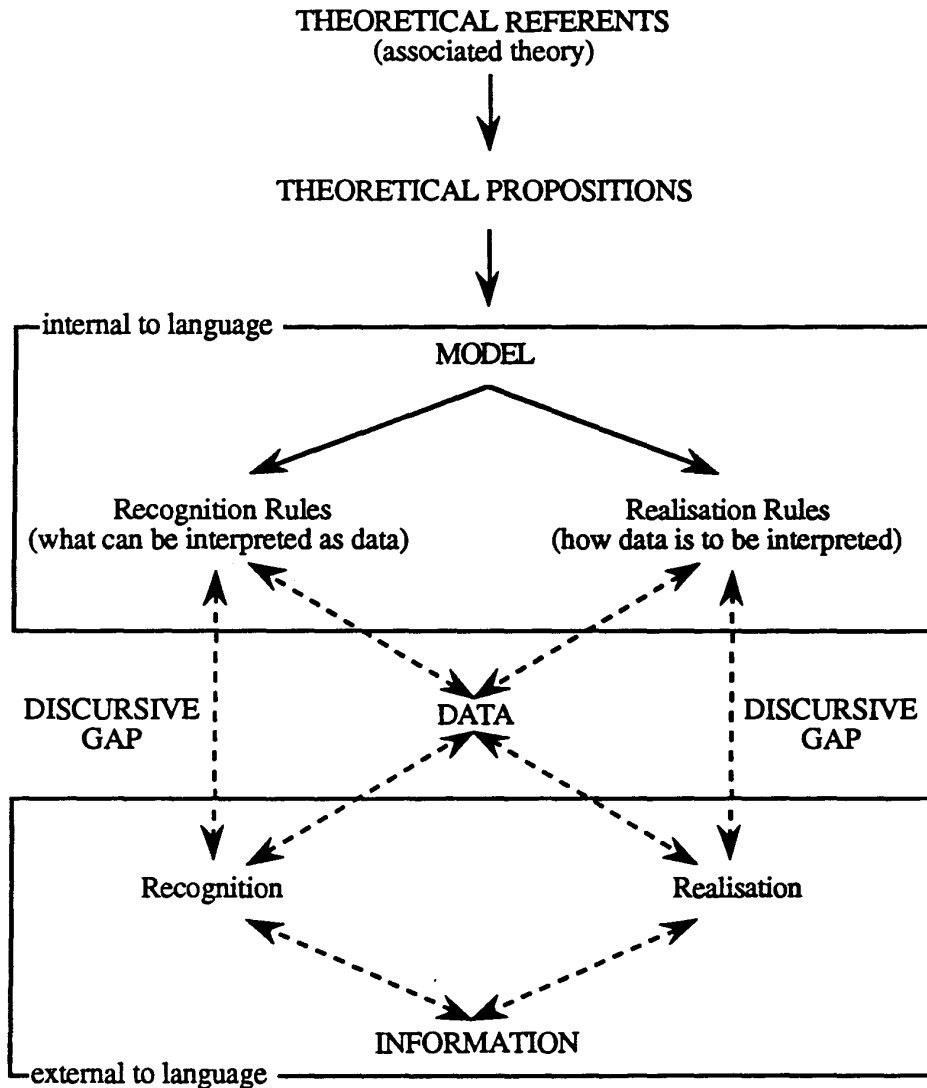 THEORETICAL REFERENTS
(associated theory)
THEORETICAL PROPOSITIONS
internal to language
MODEL
Recognition Rules
(what can be interpreted as data)
Realisation Rules
(how data is to be interpreted)
DISCURSIVE
GAP
DATA
DISCURSIVE
GAP
Recognition
Realisation
INFORMATION
external to language